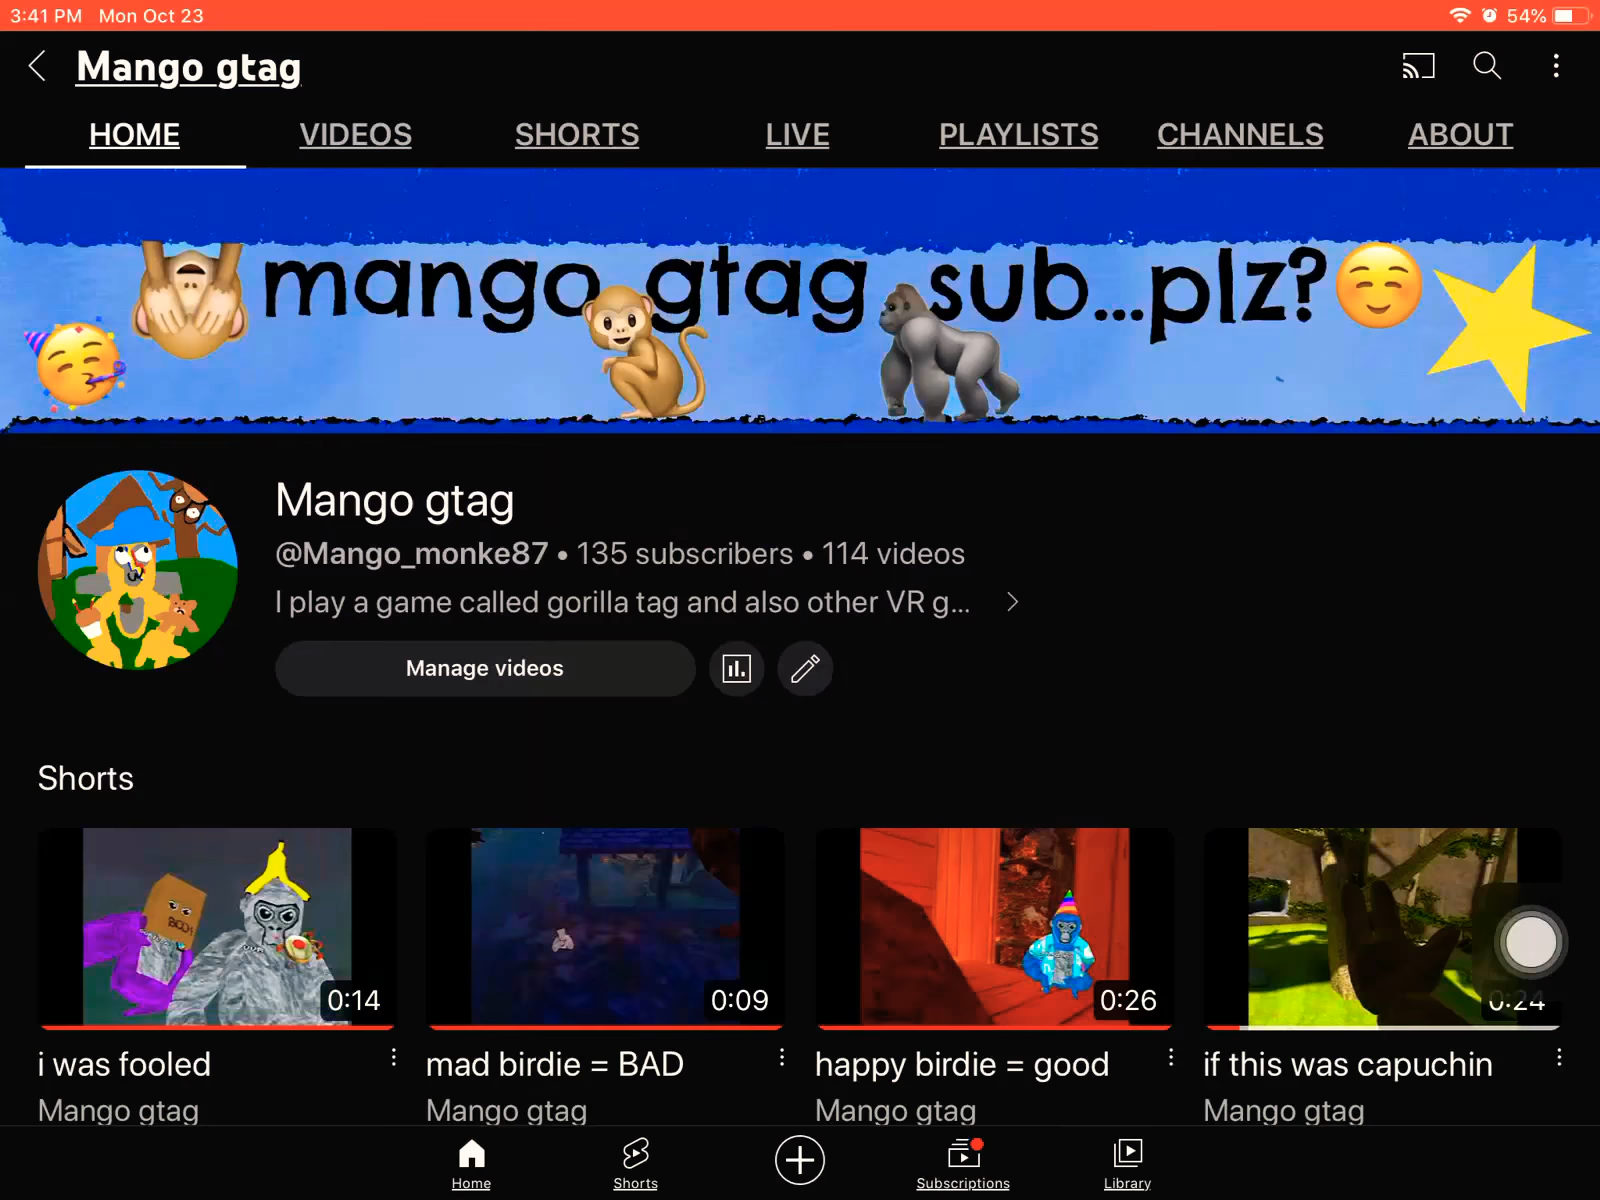 3:41 PM Mon Oct 23 54%
Mango gtag
HOME VIDEOS SHORTS LIVE PLAYLISTS CHANNELS ABOUT
mango gtag sub...plz?
Mango gtag
@Mango_monke87 • 135 subscribers • 114 videos
I play a game called gorilla tag and also other VR g...
Manage videos
Shorts
0:14 0:09 0:26 0:24
i was fooled mad birdie = BAD happy birdie = good if this was capuchin
Mango gtag Mango gtag Mango gtag Mango gtag
Home Shorts Subscriptions Library